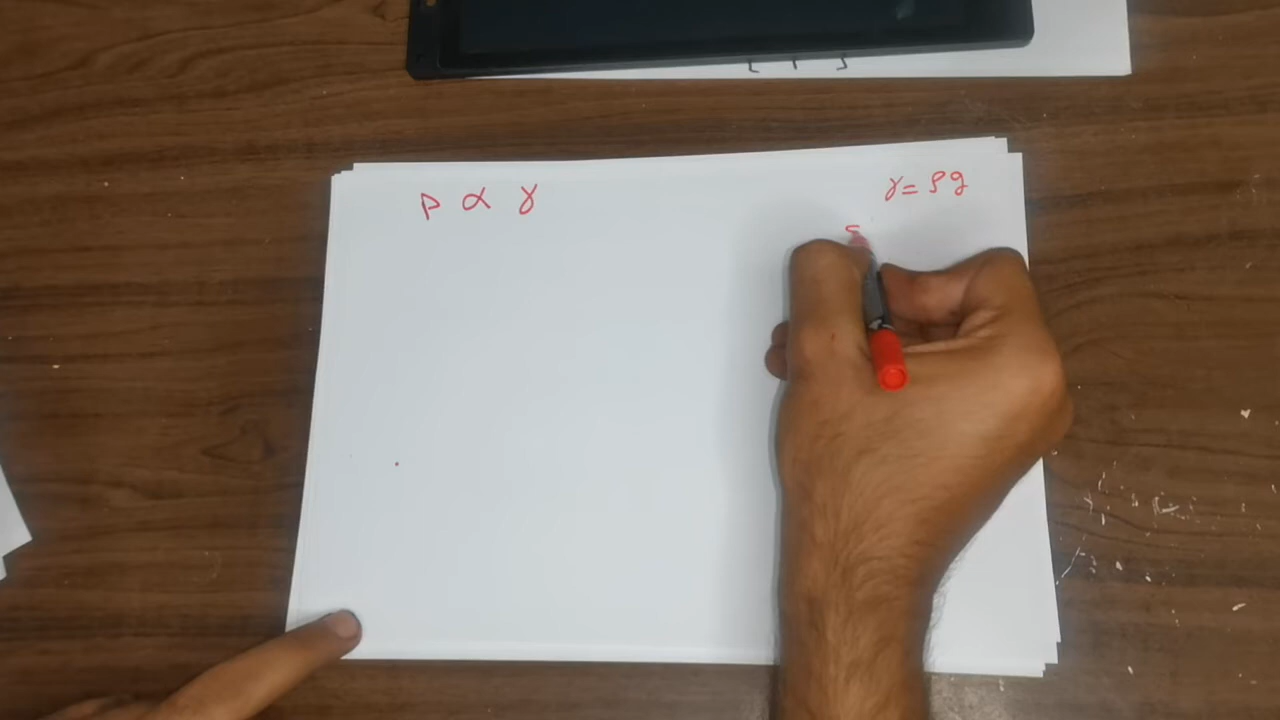 P α γ
γ = ρg